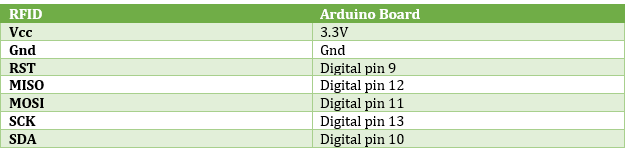 RFID Arduino Board
Vcc 3.3V
Gnd Gnd
RST Digital pin 9
MISO Digital pin 12
MOSI Digital pin 11
SCK Digital pin 13
SDA Digital pin 10